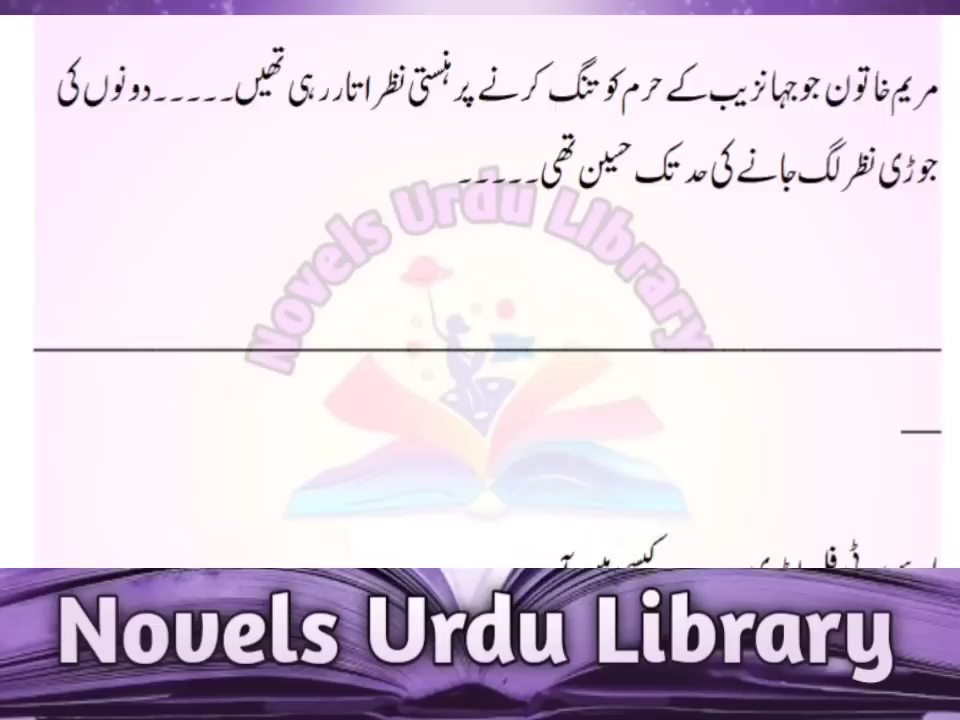 مریم خاتون جو جہانزیب کے حرم کو تنگ کرنے پر ہنستی نظر اتار رہی تھیں۔۔۔۔۔دونوں کی
جوڑی نظر لگ جانے کی حد تک حسین تھی۔۔۔۔۔
Novels Urdu Library
Novels Urdu Library